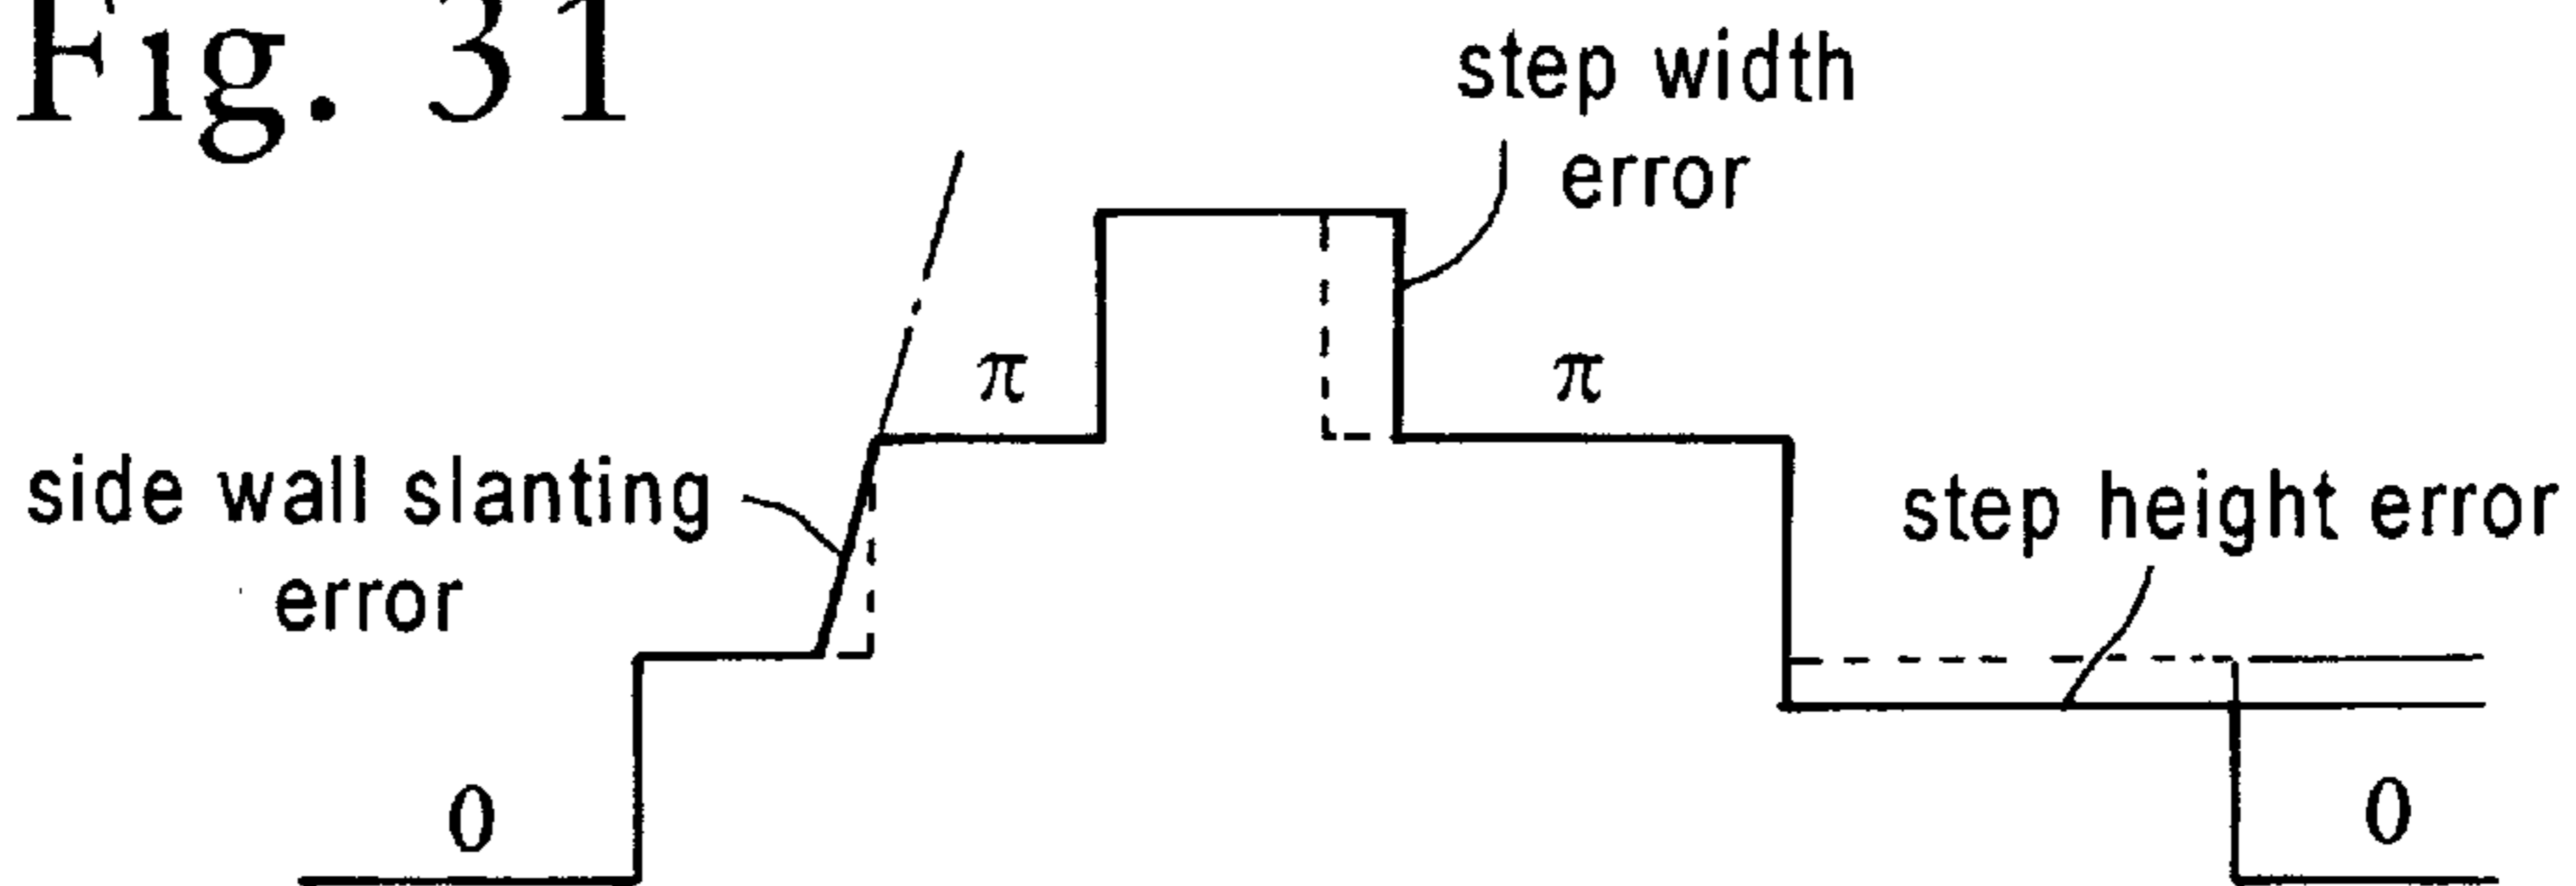 Fig. 31
step width
error
π
π
side wall slanting
error
step height error
0
0